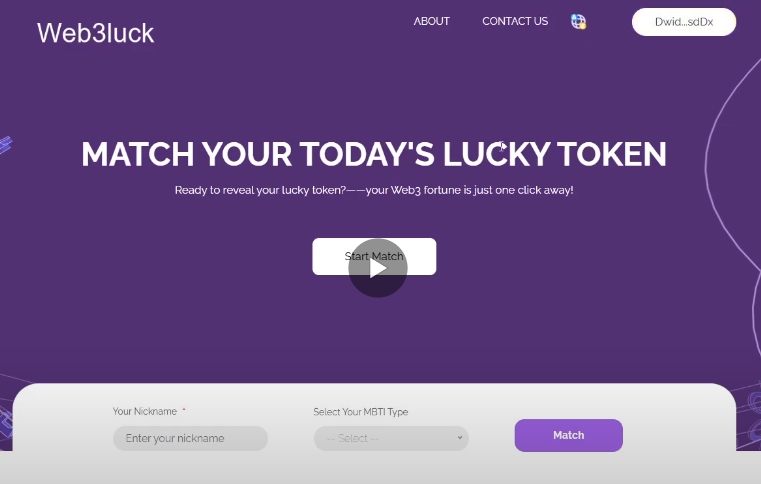 Web3luck
ABOUT CONTACT US Dwid...sdDx
MATCH YOUR TODAY'S LUCKY TOKEN
Ready to reveal your lucky token?——your Web3 fortune is just one click away!
Start Match
Your Nickname * Select Your MBTI Type
Enter your nickname -- Select -- Match